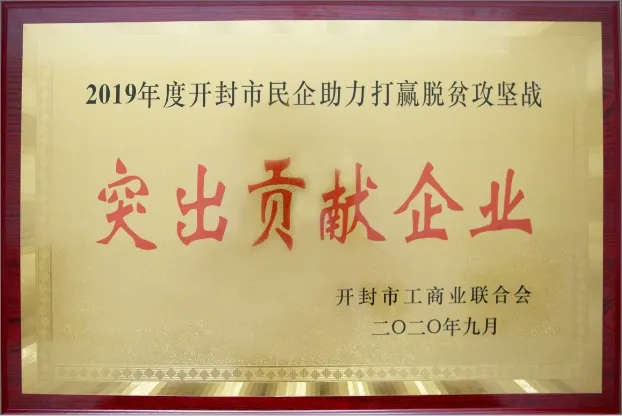 2019年度开封市民企助力打赢脱贫攻坚战
突出贡献企业
开封市工商业联合会
二〇二〇年九月